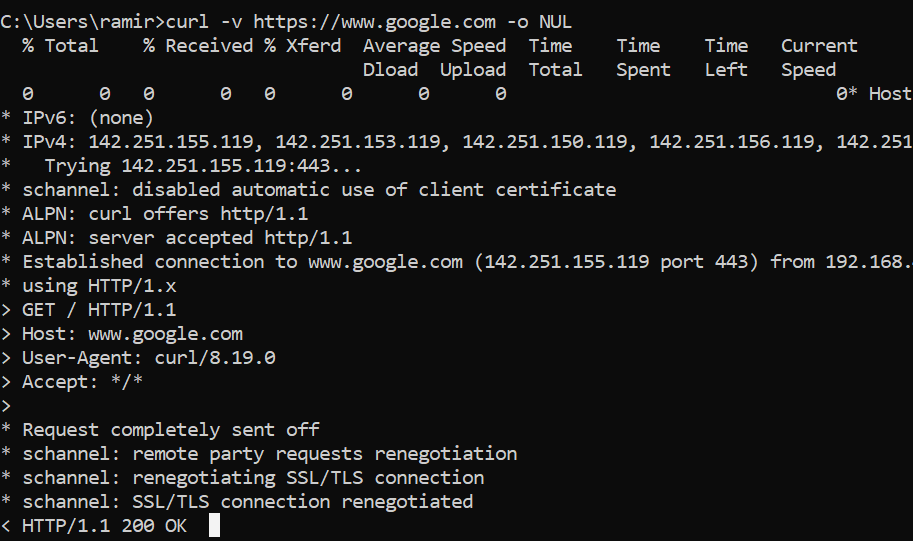 C:\Users\ramir>curl -v https://www.google.com -o NUL
  % Total    % Received % Xferd  Average Speed  Time    Time    Time   Current
                                 Dload  Upload  Total   Spent   Left   Speed
  0      0   0      0   0      0      0      0                              0* Host
* IPv6: (none)
* IPv4: 142.251.155.119, 142.251.153.119, 142.251.150.119, 142.251.156.119, 142.251
*   Trying 142.251.155.119:443...
* schannel: disabled automatic use of client certificate
* ALPN: curl offers http/1.1
* ALPN: server accepted http/1.1
* Established connection to www.google.com (142.251.155.119 port 443) from 192.168.
* using HTTP/1.x
> GET / HTTP/1.1
> Host: www.google.com
> User-Agent: curl/8.19.0
> Accept: */*
>
* Request completely sent off
* schannel: remote party requests renegotiation
* schannel: renegotiating SSL/TLS connection
* schannel: SSL/TLS connection renegotiated
< HTTP/1.1 200 OK